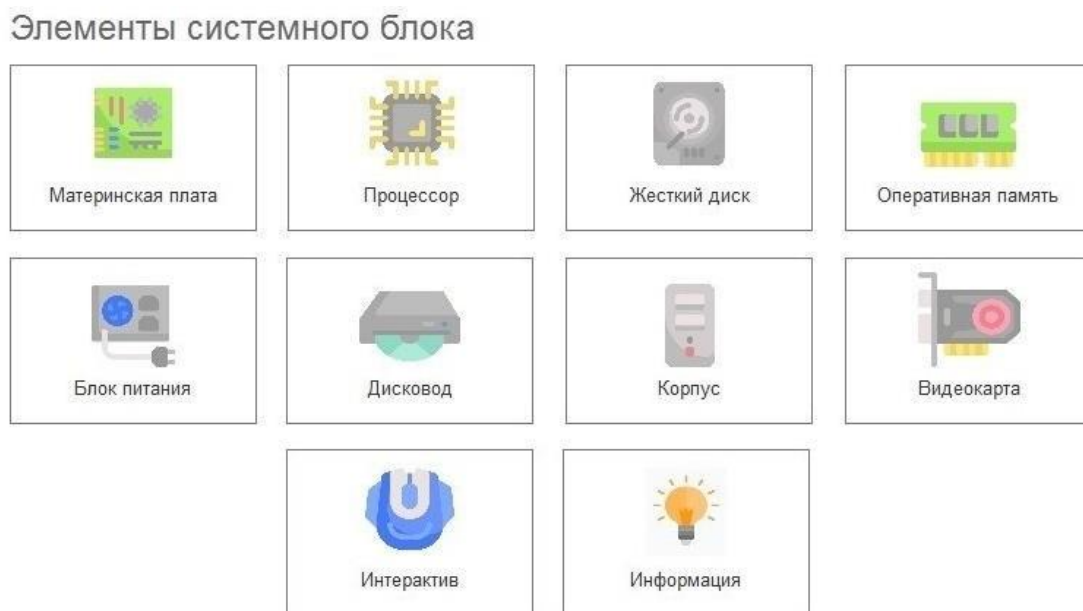 Элементы системного блока
Материнская плата
Процессор
Жесткий диск
Оперативная память
Блок питания
Дисковод
Корпус
Видеокарта
Интерактив
Информация